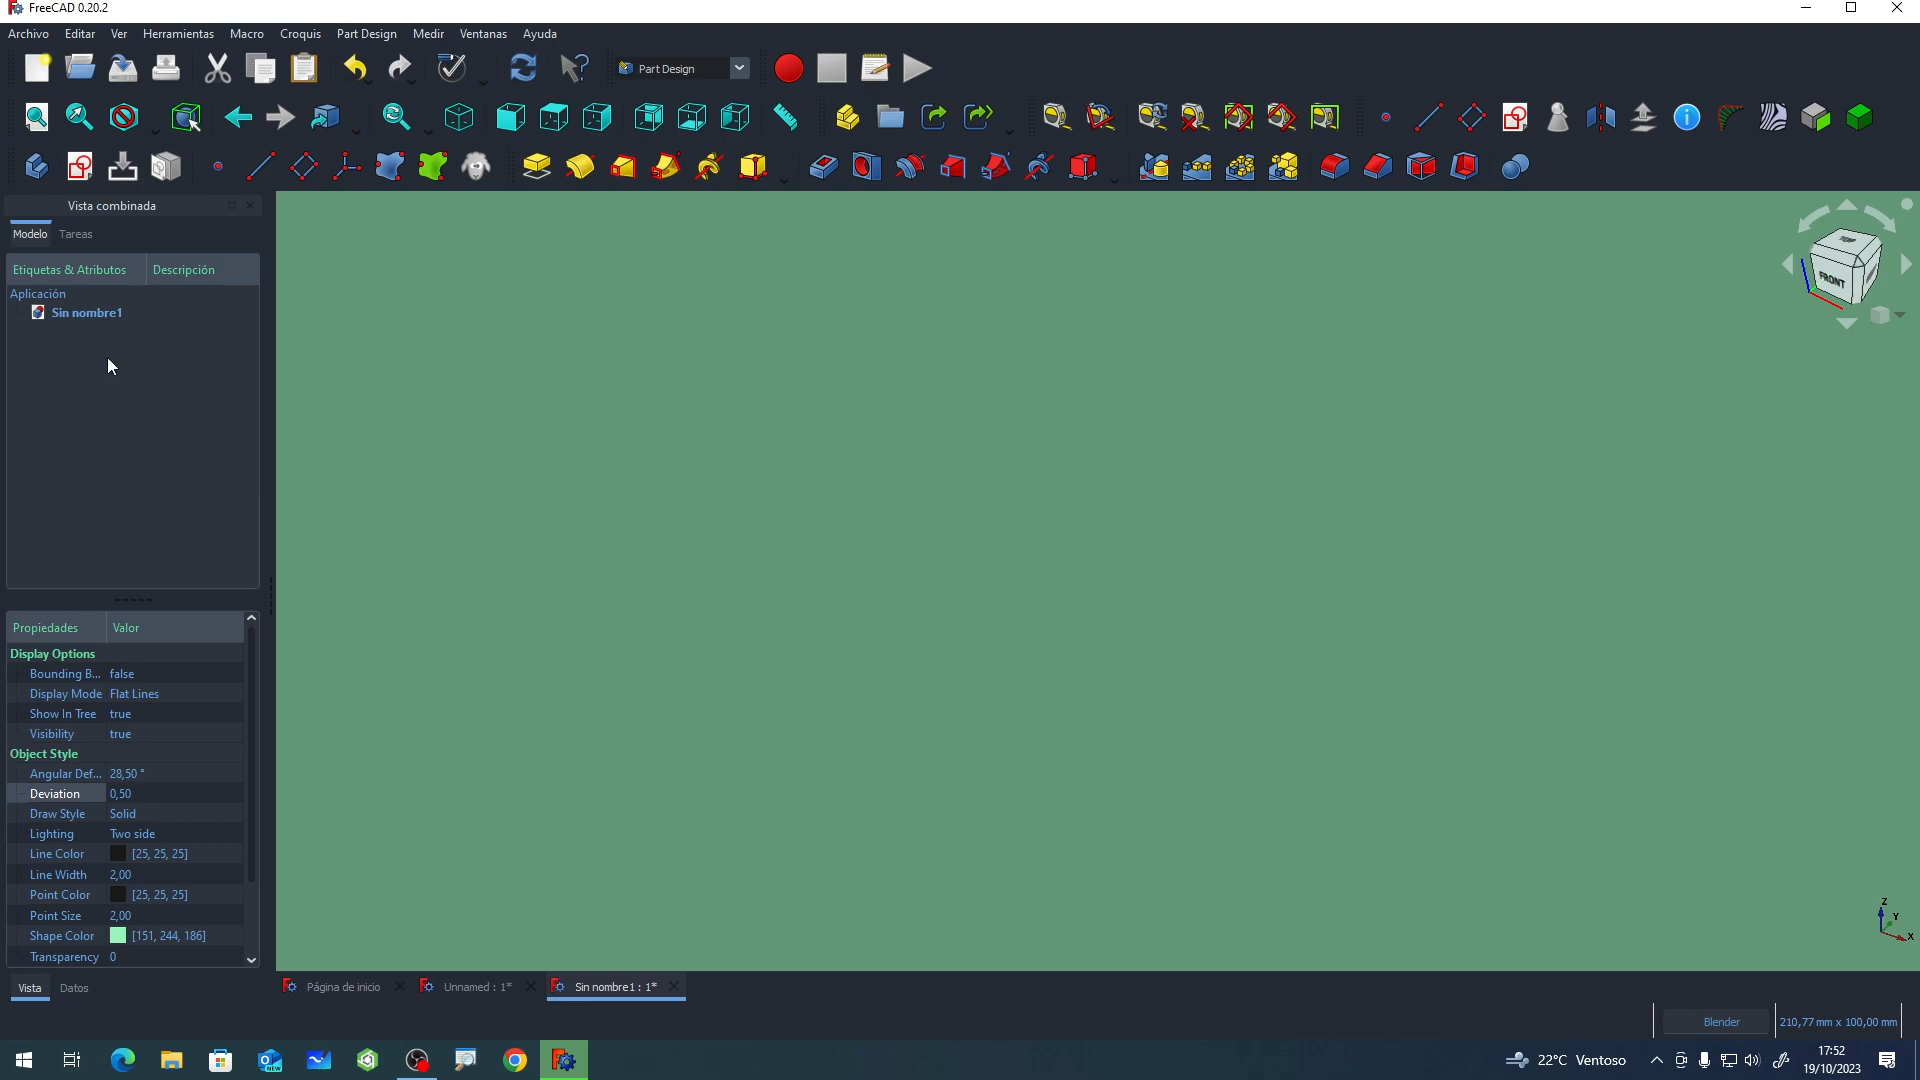 FreeCAD 0.20.2
Archivo Editar Ver Herramientas Macro Croquis Part Design Medir Ventanas Ayuda
Part Design
Vista combinada
Modelo Tareas
Etiquetas & Atributos Descripción
Aplicación
Sin nombre1
FRONT
Z
Y
X
Propiedades Valor
Display Options
Bounding B... false
Display Mode Flat Lines
Show In Tree true
Visibility true
Object Style
Angular Def... 28,50 °
Deviation 0,50
Draw Style Solid
Lighting Two side
Line Color [25, 25, 25]
Line Width 2,00
Point Color [25, 25, 25]
Point Size 2,00
Shape Color [151, 244, 186]
Transparency 0
Vista Datos
Página de inicio Unnamed : 1* Sin nombre1 : 1*
Blender 210,77 mm x 100,00 mm
NEW
22°C Ventoso
17:52
19/10/2023